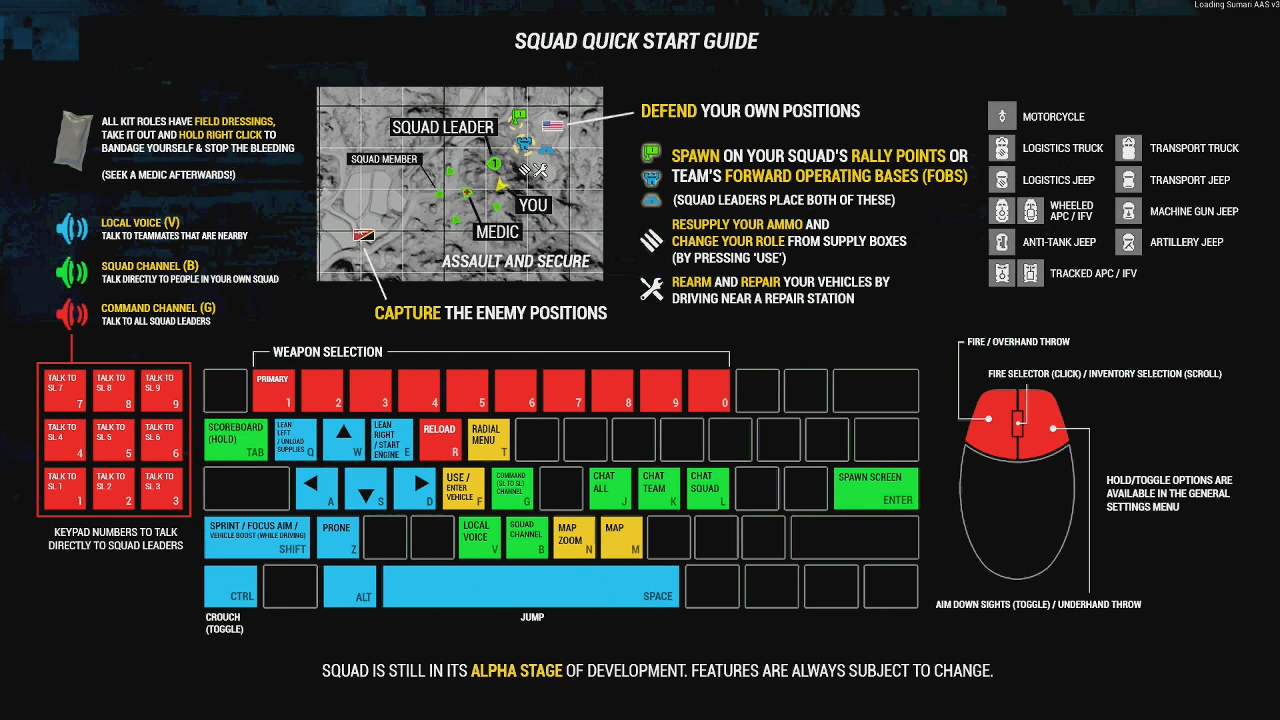 Loading Sumari AAS v3
SQUAD QUICK START GUIDE
ALL KIT ROLES HAVE FIELD DRESSINGS,
TAKE IT OUT AND HOLD RIGHT CLICK TO
BANDAGE YOURSELF & STOP THE BLEEDING
(SEEK A MEDIC AFTERWARDS!)
LOCAL VOICE (V)
TALK TO TEAMMATES THAT ARE NEARBY
SQUAD CHANNEL (B)
TALK DIRECTLY TO PEOPLE IN YOUR OWN SQUAD
COMMAND CHANNEL (G)
TALK TO ALL SQUAD LEADERS
SQUAD LEADER
SQUAD MEMBER
1
YOU
MEDIC
ASSAULT AND SECURE
CAPTURE THE ENEMY POSITIONS
DEFEND YOUR OWN POSITIONS
SPAWN ON YOUR SQUAD'S RALLY POINTS OR
TEAM'S FORWARD OPERATING BASES (FOBS)
(SQUAD LEADERS PLACE BOTH OF THESE)
RESUPPLY YOUR AMMO AND
CHANGE YOUR ROLE FROM SUPPLY BOXES
(BY PRESSING 'USE')
REARM AND REPAIR YOUR VEHICLES BY
DRIVING NEAR A REPAIR STATION
MOTORCYCLE
LOGISTICS TRUCK
TRANSPORT TRUCK
LOGISTICS JEEP
TRANSPORT JEEP
WHEELED
APC / IFV
MACHINE GUN JEEP
ANTI-TANK JEEP
ARTILLERY JEEP
TRACKED APC / IFV
TALK TO
SL 7
7
TALK TO
SL 8
8
TALK TO
SL 9
9
TALK TO
SL 4
4
TALK TO
SL 5
5
TALK TO
SL 6
6
TALK TO
SL 1
1
TALK TO
SL 2
2
TALK TO
SL 3
3
KEYPAD NUMBERS TO TALK
DIRECTLY TO SQUAD LEADERS
WEAPON SELECTION
PRIMARY
1
2
3
4
5
6
7
8
9
0
SCOREBOARD
(HOLD)
TAB
LEAN
LEFT
/ UNLOAD
SUPPLIES
Q
W
LEAN
RIGHT
/ START
ENGINE
E
RELOAD
R
RADIAL
MENU
T
A
S
D
USE /
ENTER
VEHICLE
F
COMMAND
(SL TO SL)
CHANNEL
G
CHAT
ALL
J
CHAT
TEAM
K
CHAT
SQUAD
L
SPAWN SCREEN
ENTER
SPRINT / FOCUS AIM /
VEHICLE BOOST (WHILE DRIVING)
SHIFT
PRONE
Z
LOCAL
VOICE
V
SQUAD
CHANNEL
B
MAP
ZOOM
N
MAP
M
CTRL
ALT
SPACE
CROUCH
(TOGGLE)
JUMP
FIRE / OVERHAND THROW
FIRE SELECTOR (CLICK) / INVENTORY SELECTION (SCROLL)
HOLD/TOGGLE OPTIONS ARE
AVAILABLE IN THE GENERAL
SETTINGS MENU
AIM DOWN SIGHTS (TOGGLE) / UNDERHAND THROW
SQUAD IS STILL IN ITS ALPHA STAGE OF DEVELOPMENT. FEATURES ARE ALWAYS SUBJECT TO CHANGE.